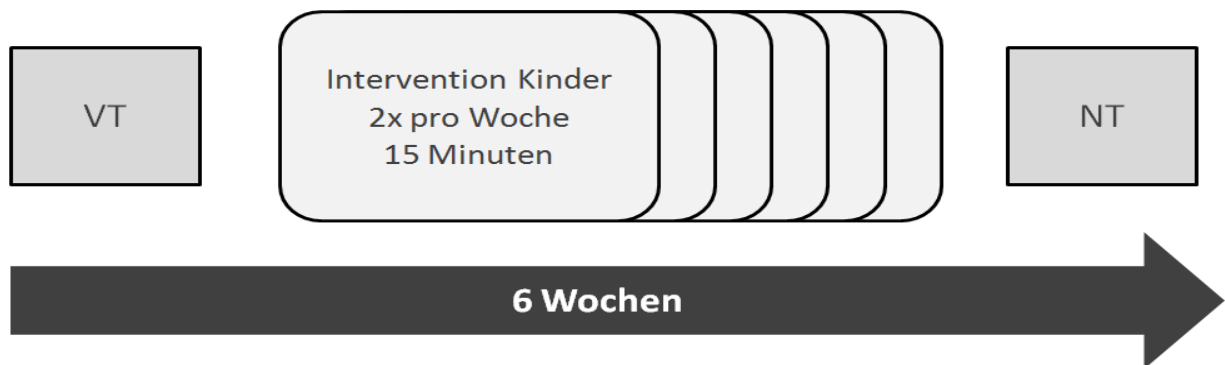 VT
Intervention Kinder
2x pro Woche
15 Minuten
NT
6 Wochen